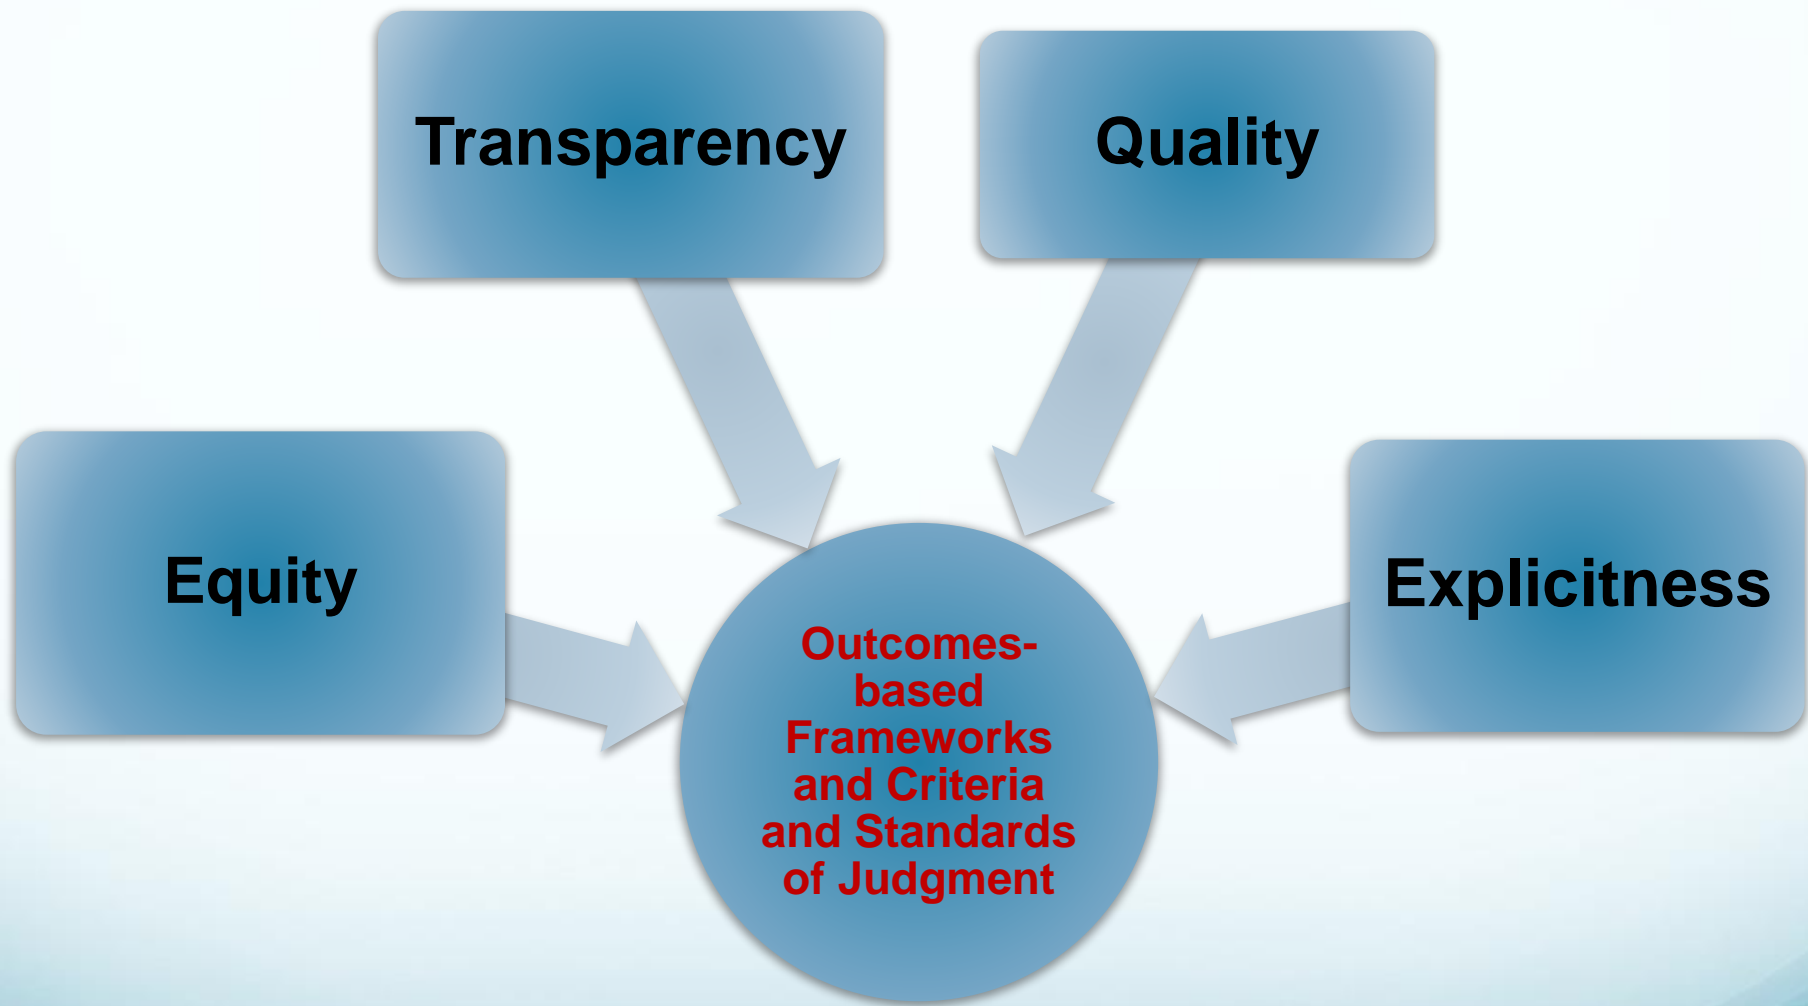 Transparency
Quality
Equity
Explicitness
Outcomes-
based
Frameworks
and Criteria
and Standards
of Judgment